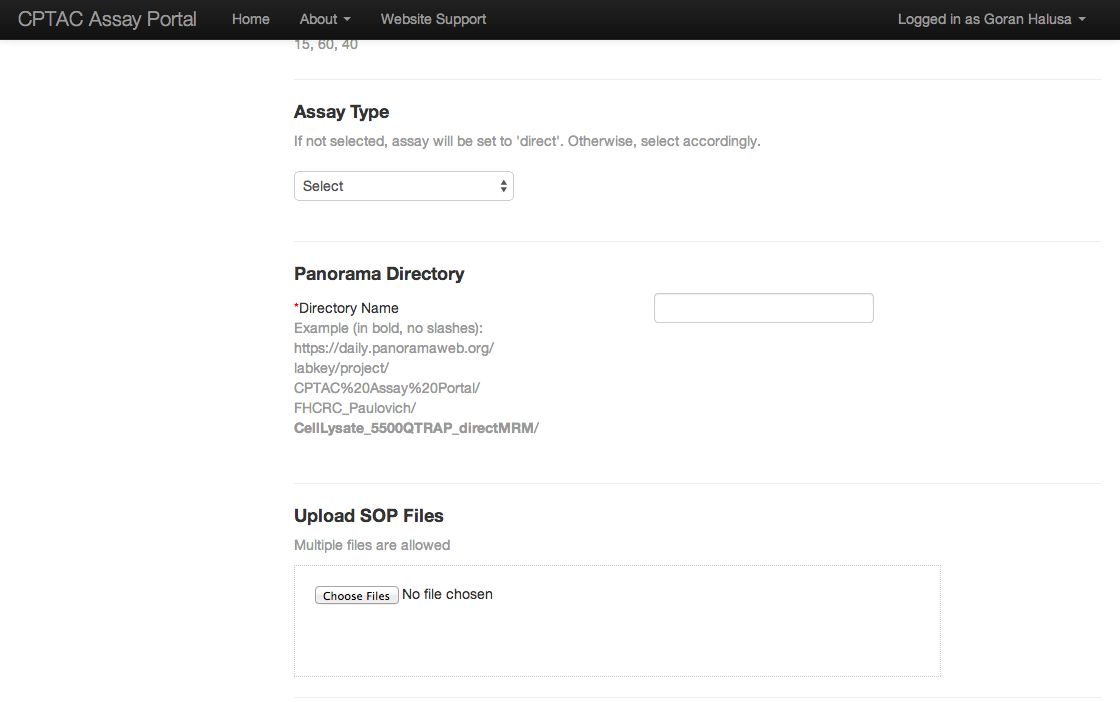 CPTAC Assay Portal Home About Website Support Logged in as Goran Halusa
15, 60, 40
Assay Type
If not selected, assay will be set to 'direct'. Otherwise, select accordingly.
Select
Panorama Directory
*Directory Name
Example (in bold, no slashes):
https://daily.panoramaweb.org/
labkey/project/
CPTAC%20Assay%20Portal/
FHCRC_Paulovich/
CellLysate_5500QTRAP_directMRM/
Upload SOP Files
Multiple files are allowed
Choose Files No file chosen